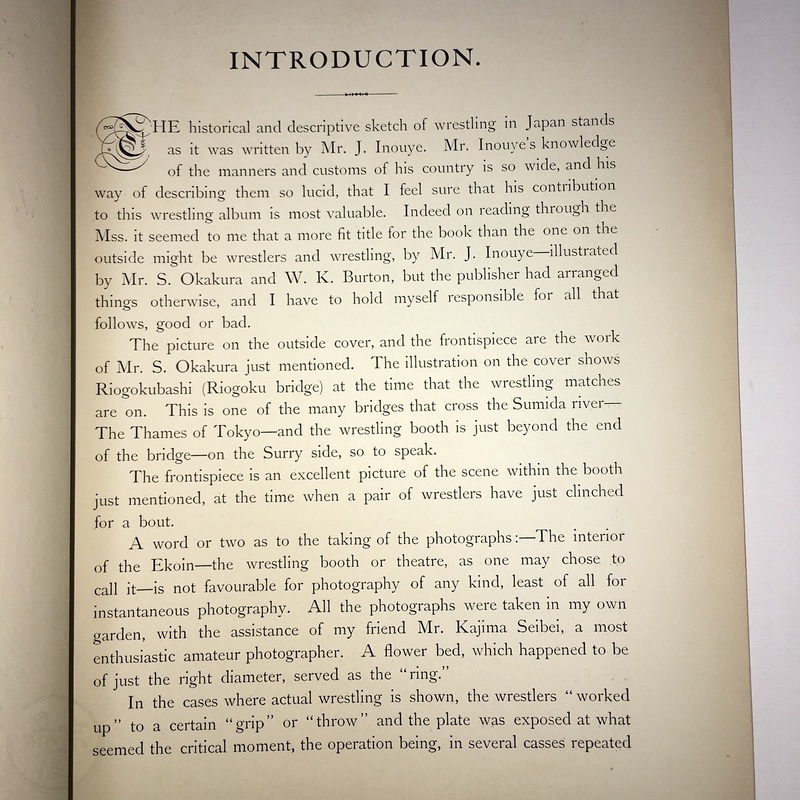 INTRODUCTION.
THE historical and descriptive sketch of wrestling in Japan stands
as it was written by Mr. J. Inouye. Mr. Inouye's knowledge
of the manners and customs of his country is so wide, and his
way of describing them so lucid, that I feel sure that his contribution
to this wrestling album is most valuable. Indeed on reading through the
Mss. it seemed to me that a more fit title for the book than the one on the
outside might be wrestlers and wrestling, by Mr. J. Inouye—illustrated
by Mr. S. Okakura and W. K. Burton, but the publisher had arranged
things otherwise, and I have to hold myself responsible for all that
follows, good or bad.
The picture on the outside cover, and the frontispiece are the work
of Mr. S. Okakura just mentioned. The illustration on the cover shows
Riogokubashi (Riogoku bridge) at the time that the wrestling matches
are on. This is one of the many bridges that cross the Sumida river—
The Thames of Tokyo—and the wrestling booth is just beyond the end
of the bridge—on the Surry side, so to speak.
The frontispiece is an excellent picture of the scene within the booth
just mentioned, at the time when a pair of wrestlers have just clinched
for a bout.
A word or two as to the taking of the photographs:—The interior
of the Ekoin—the wrestling booth or theatre, as one may chose to
call it—is not favourable for photography of any kind, least of all for
instantaneous photography. All the photographs were taken in my own
garden, with the assistance of my friend Mr. Kajima Seibei, a most
enthusiastic amateur photographer. A flower bed, which happened to be
of just the right diameter, served as the "ring."
In the cases where actual wrestling is shown, the wrestlers "worked
up" to a certain "grip" or "throw" and the plate was exposed at what
seemed the critical moment, the operation being, in several casses repeated